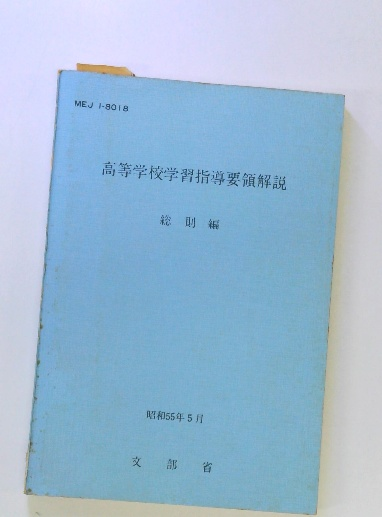 MEJ 1-8018
高等学校学習指導要領解説
総則編
昭和55年5月
文部省